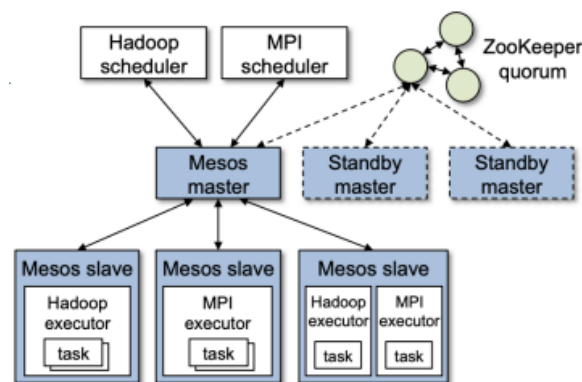 Hadoop
scheduler
MPI
scheduler
ZooKeeper
quorum
Mesos
master
Standby
master
Standby
master
Mesos slave
Hadoop
executor
task
Mesos slave
MPI
executor
task
Mesos slave
Hadoop
executor
task
MPI
executor
task